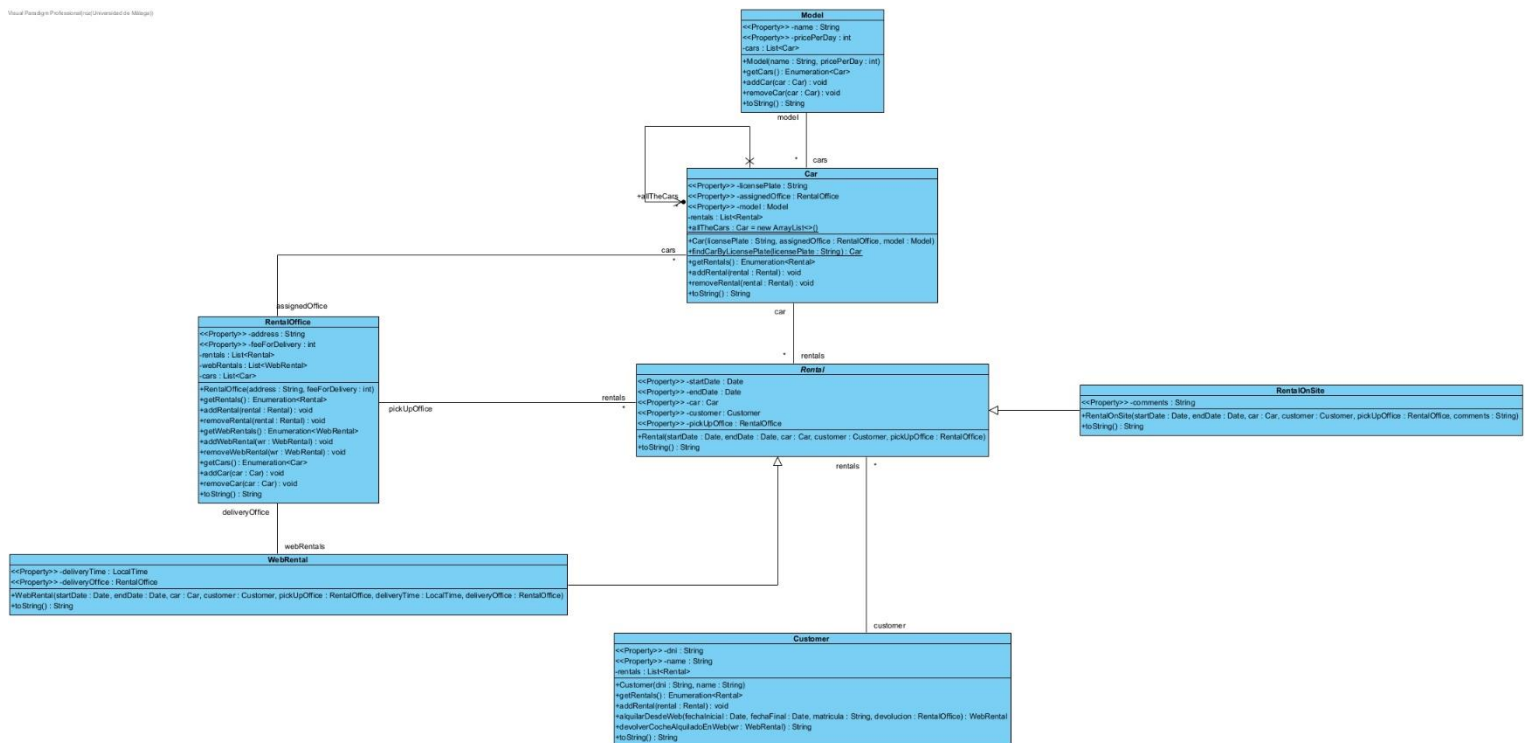 Visual Paradigm Professional(ruiz(Universidad de Málaga))
Model
<<Property>> -name : String
<<Property>> -pricePerDay : int
-cars : List<Car>
+Model(name : String, pricePerDay : int)
+getCars() : Enumeration<Car>
+addCar(car : Car) : void
+removeCar(car : Car) : void
+toString() : String
model
*
cars
Car
<<Property>> -licensePlate : String
<<Property>> -assignedOffice : RentalOffice
<<Property>> -model : Model
-rentals : List<Rental>
+allTheCars : Car = new ArrayList<>()
+Car(licensePlate : String, assignedOffice : RentalOffice, model : Model)
+findCarByLicensePlate(licensePlate : String) : Car
+getRentals() : Enumeration<Rental>
+addRental(rental : Rental) : void
+removeRental(rental : Rental) : void
+toString() : String
+allTheCars
*
cars
*
assignedOffice
car
*
rentals
RentalOffice
<<Property>> -address : String
<<Property>> -feeForDelivery : int
-rentals : List<Rental>
-webRentals : List<WebRental>
-cars : List<Car>
+RentalOffice(address : String, feeForDelivery : int)
+getRentals() : Enumeration<Rental>
+addRental(rental : Rental) : void
+removeRental(rental : Rental) : void
+getWebRentals() : Enumeration<WebRental>
+addWebRental(wr : WebRental) : void
+removeWebRental(wr : WebRental) : void
+getCars() : Enumeration<Car>
+addCar(car : Car) : void
+removeCar(car : Car) : void
+toString() : String
pickUpOffice
rentals
*
Rental
<<Property>> -startDate : Date
<<Property>> -endDate : Date
<<Property>> -car : Car
<<Property>> -customer : Customer
<<Property>> -pickUpOffice : RentalOffice
+Rental(startDate : Date, endDate : Date, car : Car, customer : Customer, pickUpOffice : RentalOffice)
+toString() : String
RentalOnSite
<<Property>> -comments : String
+RentalOnSite(startDate : Date, endDate : Date, car : Car, customer : Customer, pickUpOffice : RentalOffice, comments : String)
+toString() : String
rentals
*
deliveryOffice
webRentals
WebRental
<<Property>> -deliveryTime : LocalTime
<<Property>> -deliveryOffice : RentalOffice
+WebRental(startDate : Date, endDate : Date, car : Car, customer : Customer, pickUpOffice : RentalOffice, deliveryTime : LocalTime, deliveryOffice : RentalOffice)
+toString() : String
customer
Customer
<<Property>> -dni : String
<<Property>> -name : String
-rentals : List<Rental>
+Customer(dni : String, name : String)
+getRentals() : Enumeration<Rental>
+addRental(rental : Rental) : void
+alquilarDesdeWeb(fechaInicial : Date, fechaFinal : Date, matricula : String, devolucion : RentalOffice) : WebRental
+devolverCocheAlquiladoEnWeb(wr : WebRental) : String
+toString() : String